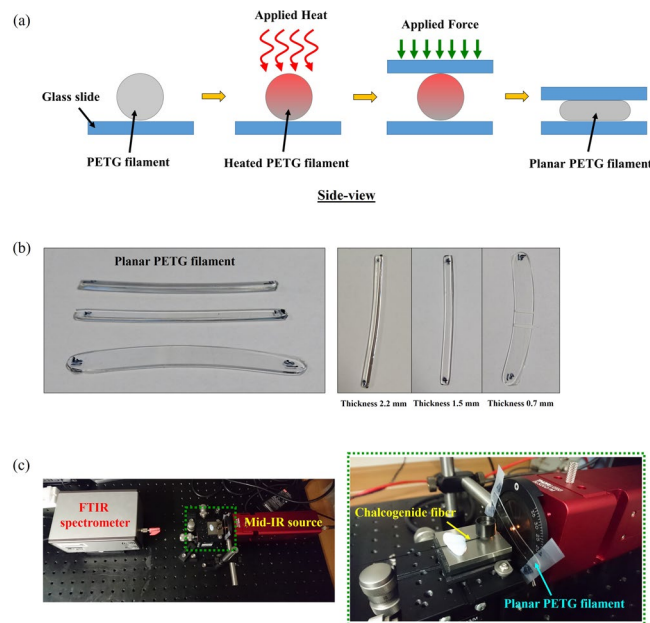 (a)
Applied Heat
Applied Force
Glass slide
PETG filament
Heated PETG filament
Planar PETG filament
Side-view
(b)
Planar PETG filament
Thickness 2.2 mm
Thickness 1.5 mm
Thickness 0.7 mm
(c)
FTIR
spectrometer
Mid-IR source
Chalcogenide fiber
Planar PETG filament